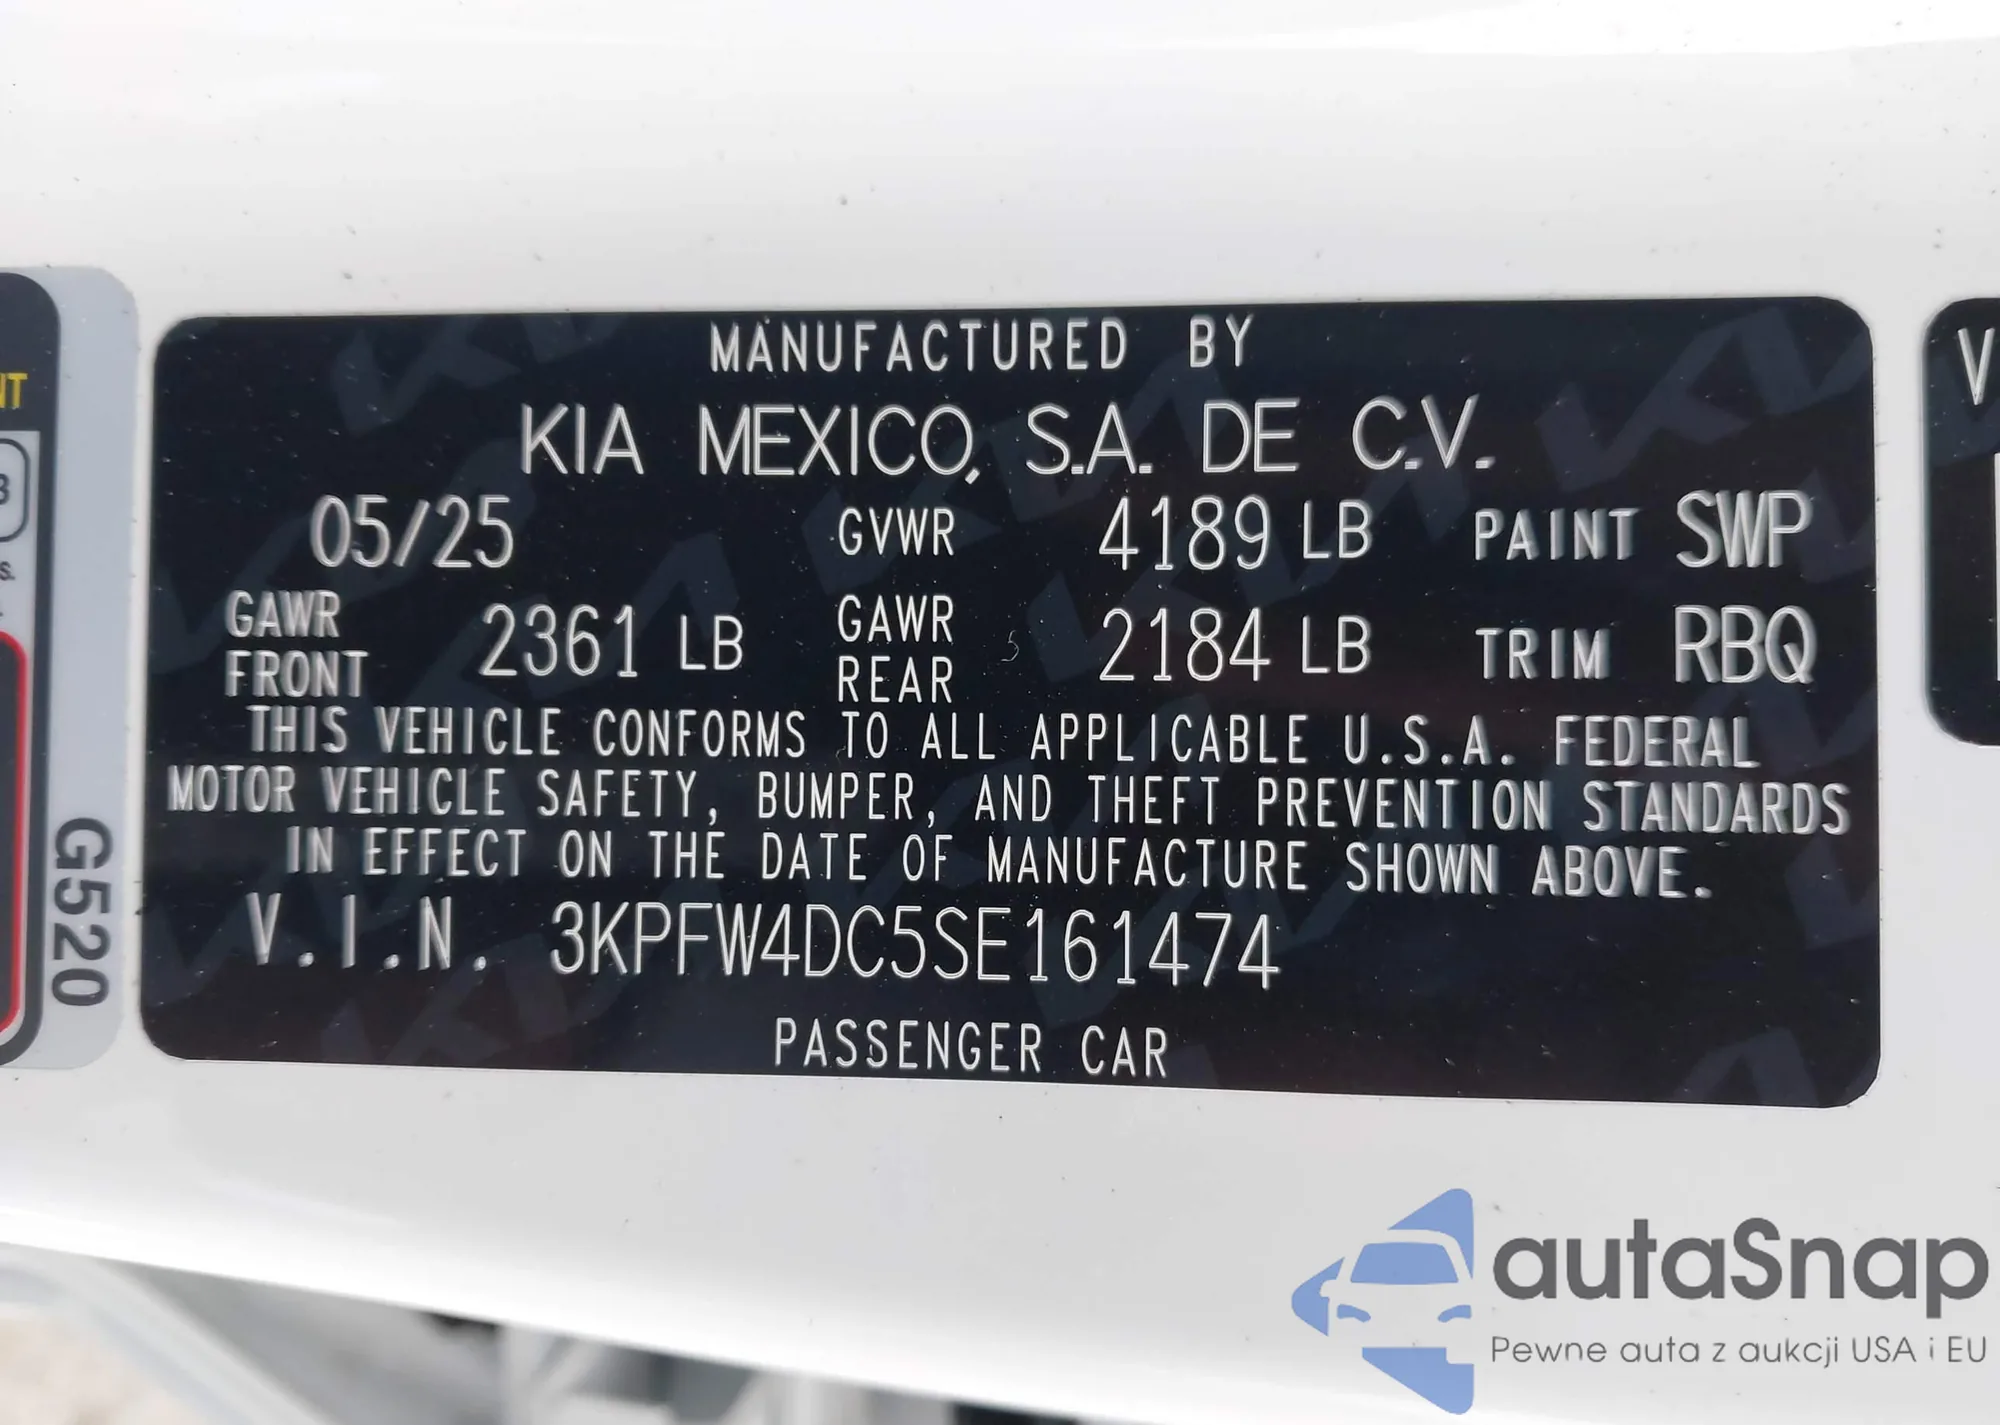 MANUFACTURED BY
KIA MEXICO, S.A. DE C.V.
05/25 GVWR 4189 LB PAINT SWP
GAWR FRONT 2361 LB GAWR REAR 2184 LB TRIM RBQ
THIS VEHICLE CONFORMS TO ALL APPLICABLE U.S.A. FEDERAL
MOTOR VEHICLE SAFETY, BUMPER, AND THEFT PREVENTION STANDARDS
IN EFFECT ON THE DATE OF MANUFACTURE SHOWN ABOVE.
V.I.N. 3KPFW4DC5SE161474
PASSENGER CAR
G520
autaSnap
Pewne auta z aukcji USA i EU